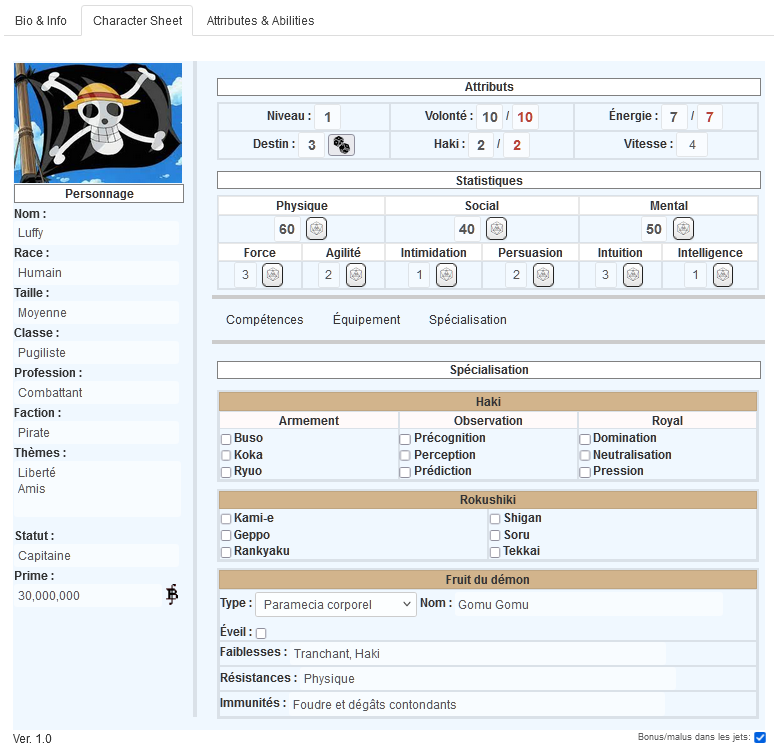 Bio & Info Character Sheet Attributes & Abilities
Personnage
Nom :
Luffy
Race :
Humain
Taille :
Moyenne
Classe :
Pugiliste
Profession :
Combattant
Faction :
Pirate
Thèmes :
Liberté
Amis
Statut :
Capitaine
Prime :
30,000,000
Attributs
Niveau : 1 Volonté : 10 / 10 Énergie : 7 / 7
Destin : 3 Haki : 2 / 2 Vitesse : 4
Statistiques
Physique Social Mental
60 40 50
Force Agilité Intimidation Persuasion Intuition Intelligence
3 2 1 2 3 1
Compétences Équipement Spécialisation
Spécialisation
Haki
Armement Observation Royal
Buso Précognition Domination
Koka Perception Neutralisation
Ryuo Prédiction Pression
Rokushiki
Kami-e Shigan
Geppo Soru
Rankyaku Tekkai
Fruit du démon
Type : Paramecia corporel Nom : Gomu Gomu
Éveil :
Faiblesses : Tranchant, Haki
Résistances : Physique
Immunités : Foudre et dégâts contondants
Ver. 1.0 Bonus/malus dans les jets: